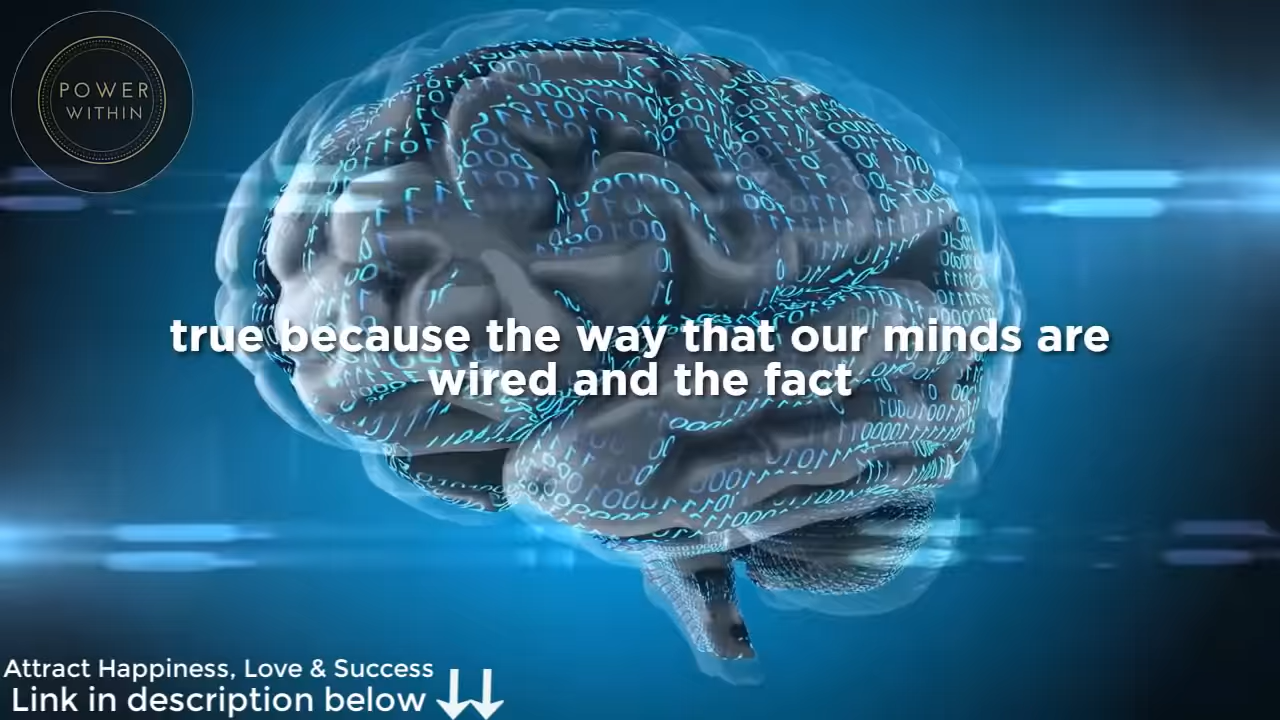 POWER
WITHIN
true because the way that our minds are
wired and the fact
Attract Happiness, Love & Success
Link in description below